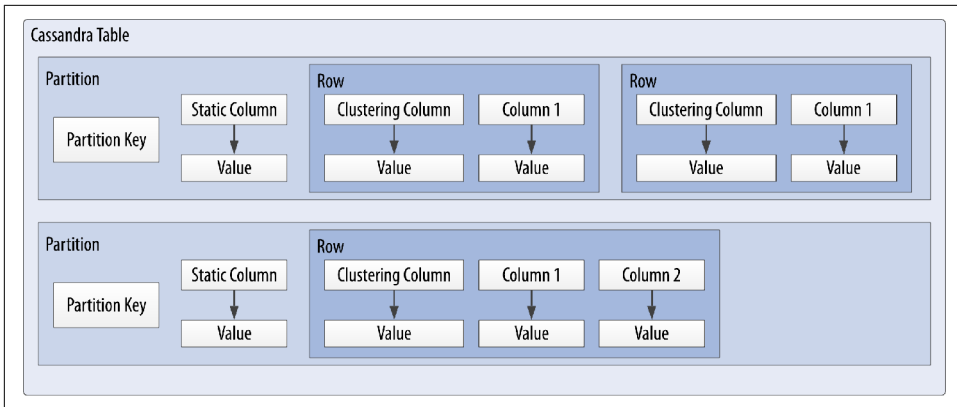 Cassandra Table
Partition
Row
Row
Static Column
Clustering Column
Column 1
Clustering Column
Column 1
Partition Key
Value
Value
Value
Value
Value
Partition
Row
Static Column
Clustering Column
Column 1
Column 2
Partition Key
Value
Value
Value
Value